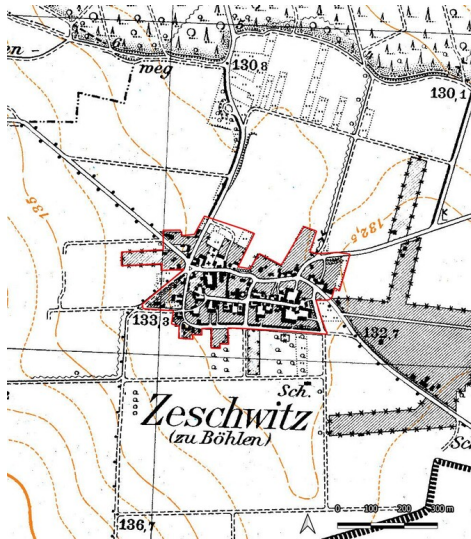 en
weg
130,8
130,1
135
132,5
133,3
132,7
Sch.
Zeschwitz
(zu Böhlen)
Sc
136,7
0 100 200 300 m